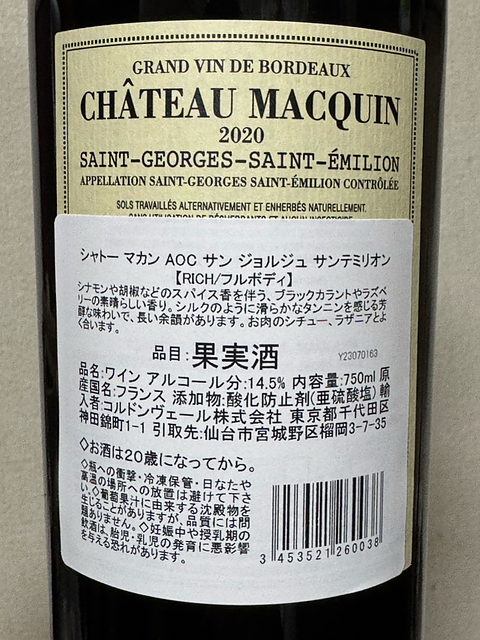 GRAND VIN DE BORDEAUX
CHÂTEAU MACQUIN
2020
SAINT-GEORGES-SAINT-ÉMILION
APPELLATION SAINT-GEORGES SAINT-ÉMILION CONTRÔLÉE
SOLS TRAVAILLÉS ALTERNATIVEMENT ET ENHERBÉS NATURELLEMENT.
SANS UTILISATION DE DÉSHERBANTS ET AUCUN INSECTICIDE
シャトー マカン AOC サン ジョルジュ サンテミリオン
【RICH/フルボディ】
シナモンや胡椒などのスパイス香を伴う、ブラックカラントやラズベ
リーの素晴らしい香り。シルクのように滑らかなタンニンを感じる芳
醇な味わいで、長い余韻があります。お肉のシチュー、ラザニアとよ
く合います。
Y23070163
品目:果実酒
品名:ワイン アルコール分:14.5% 内容量:750ml 原
産国名:フランス 添加物:酸化防止剤(亜硫酸塩) 輸
入者:コルドンヴェール株式会社 東京都千代田区
神田錦町1-1 引取先:仙台市宮城野区榴岡3-7-35
◇お酒は20歳になってから。
◇瓶への衝撃・冷凍保管・日なたや
高温の場所への放置は避けて下さ
い。◇葡萄果汁に由来する沈殿物を
生じることがありますが、品質には問
題ありません。◇妊娠中や授乳期の
飲酒は、胎児・乳児の発育に悪影響
を与える恐れがあります。
3 453521 260038